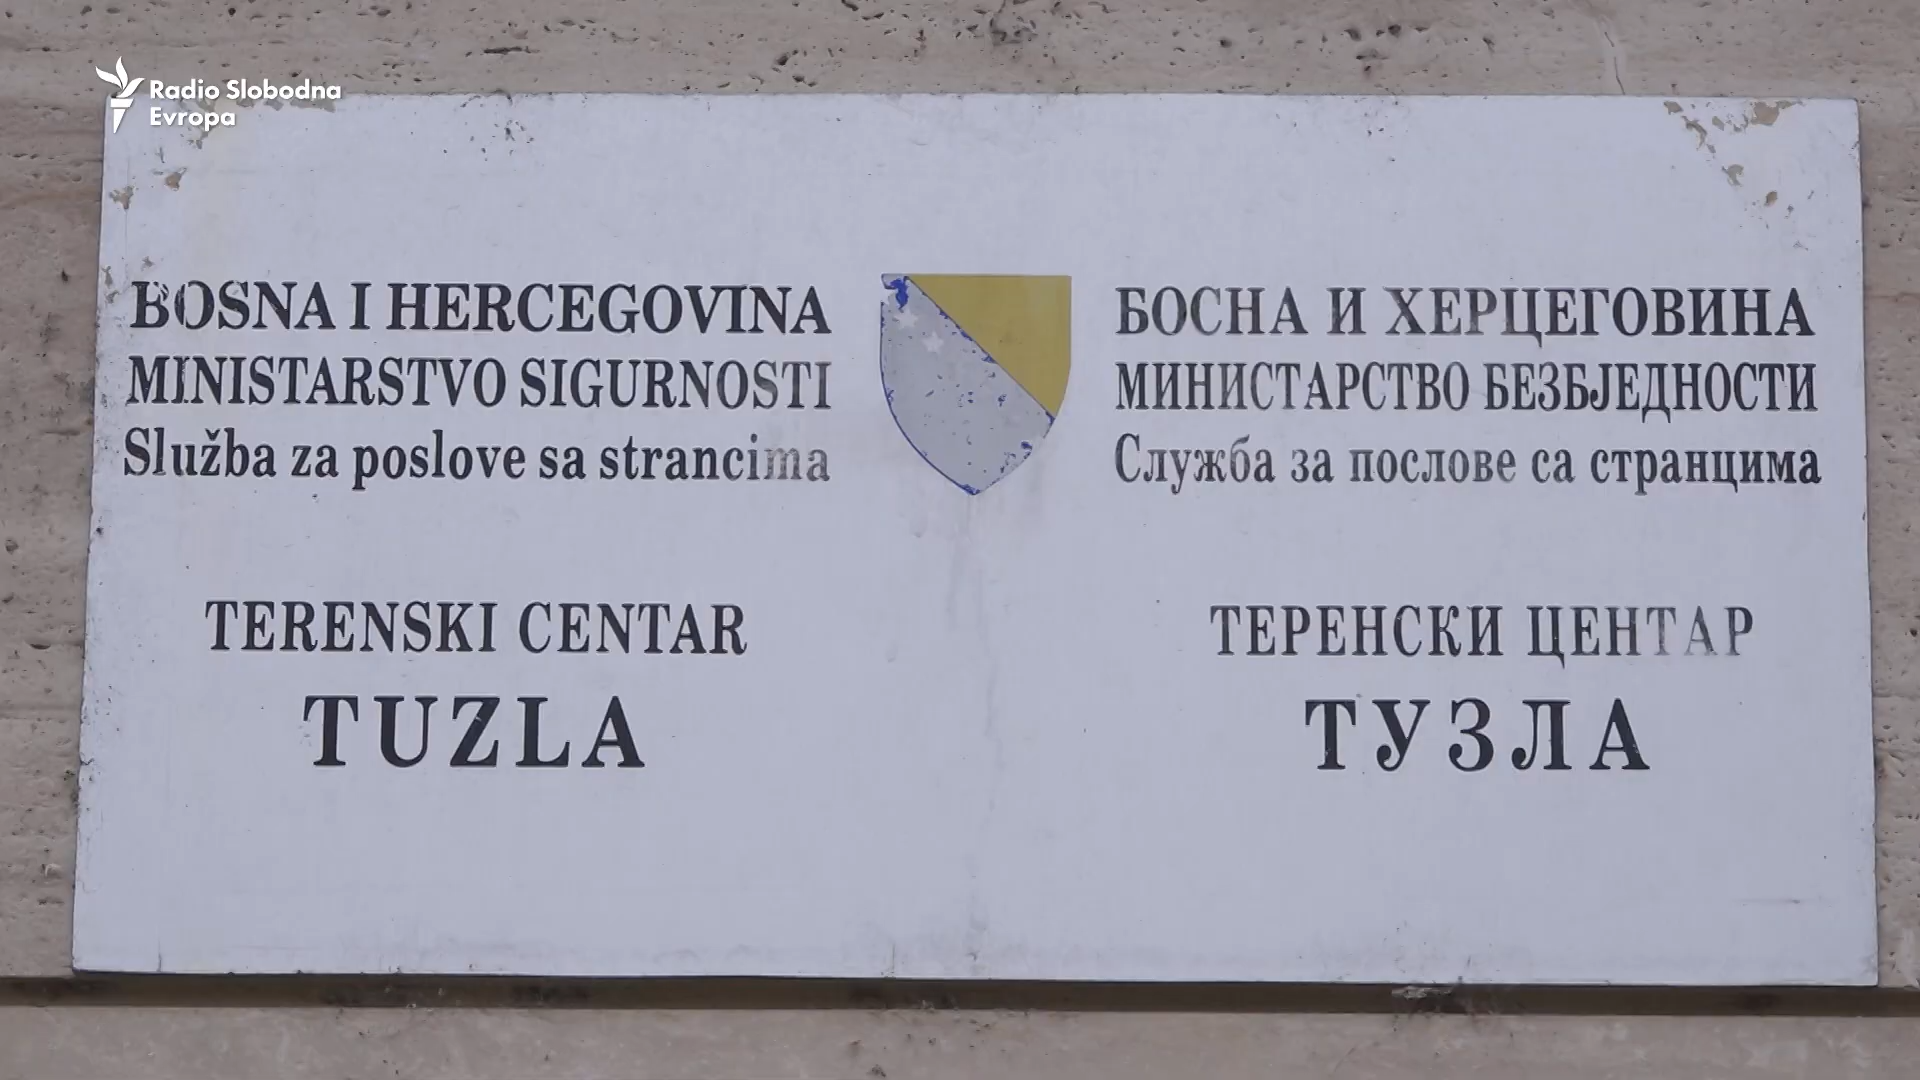 Radio Slobodna
Evropa
BOSNA I HERCEGOVINA
MINISTARSTVO SIGURNOSTI
Služba za poslove sa strancima
TERENSKI CENTAR
TUZLA
БОСНА И ХЕРЦЕГОВИНА
МИНИСТАРСТВО БЕЗБЈЕДНОСТИ
Служба за послове са странцима
ТЕРЕНСКИ ЦЕНТАР
ТУЗЛА